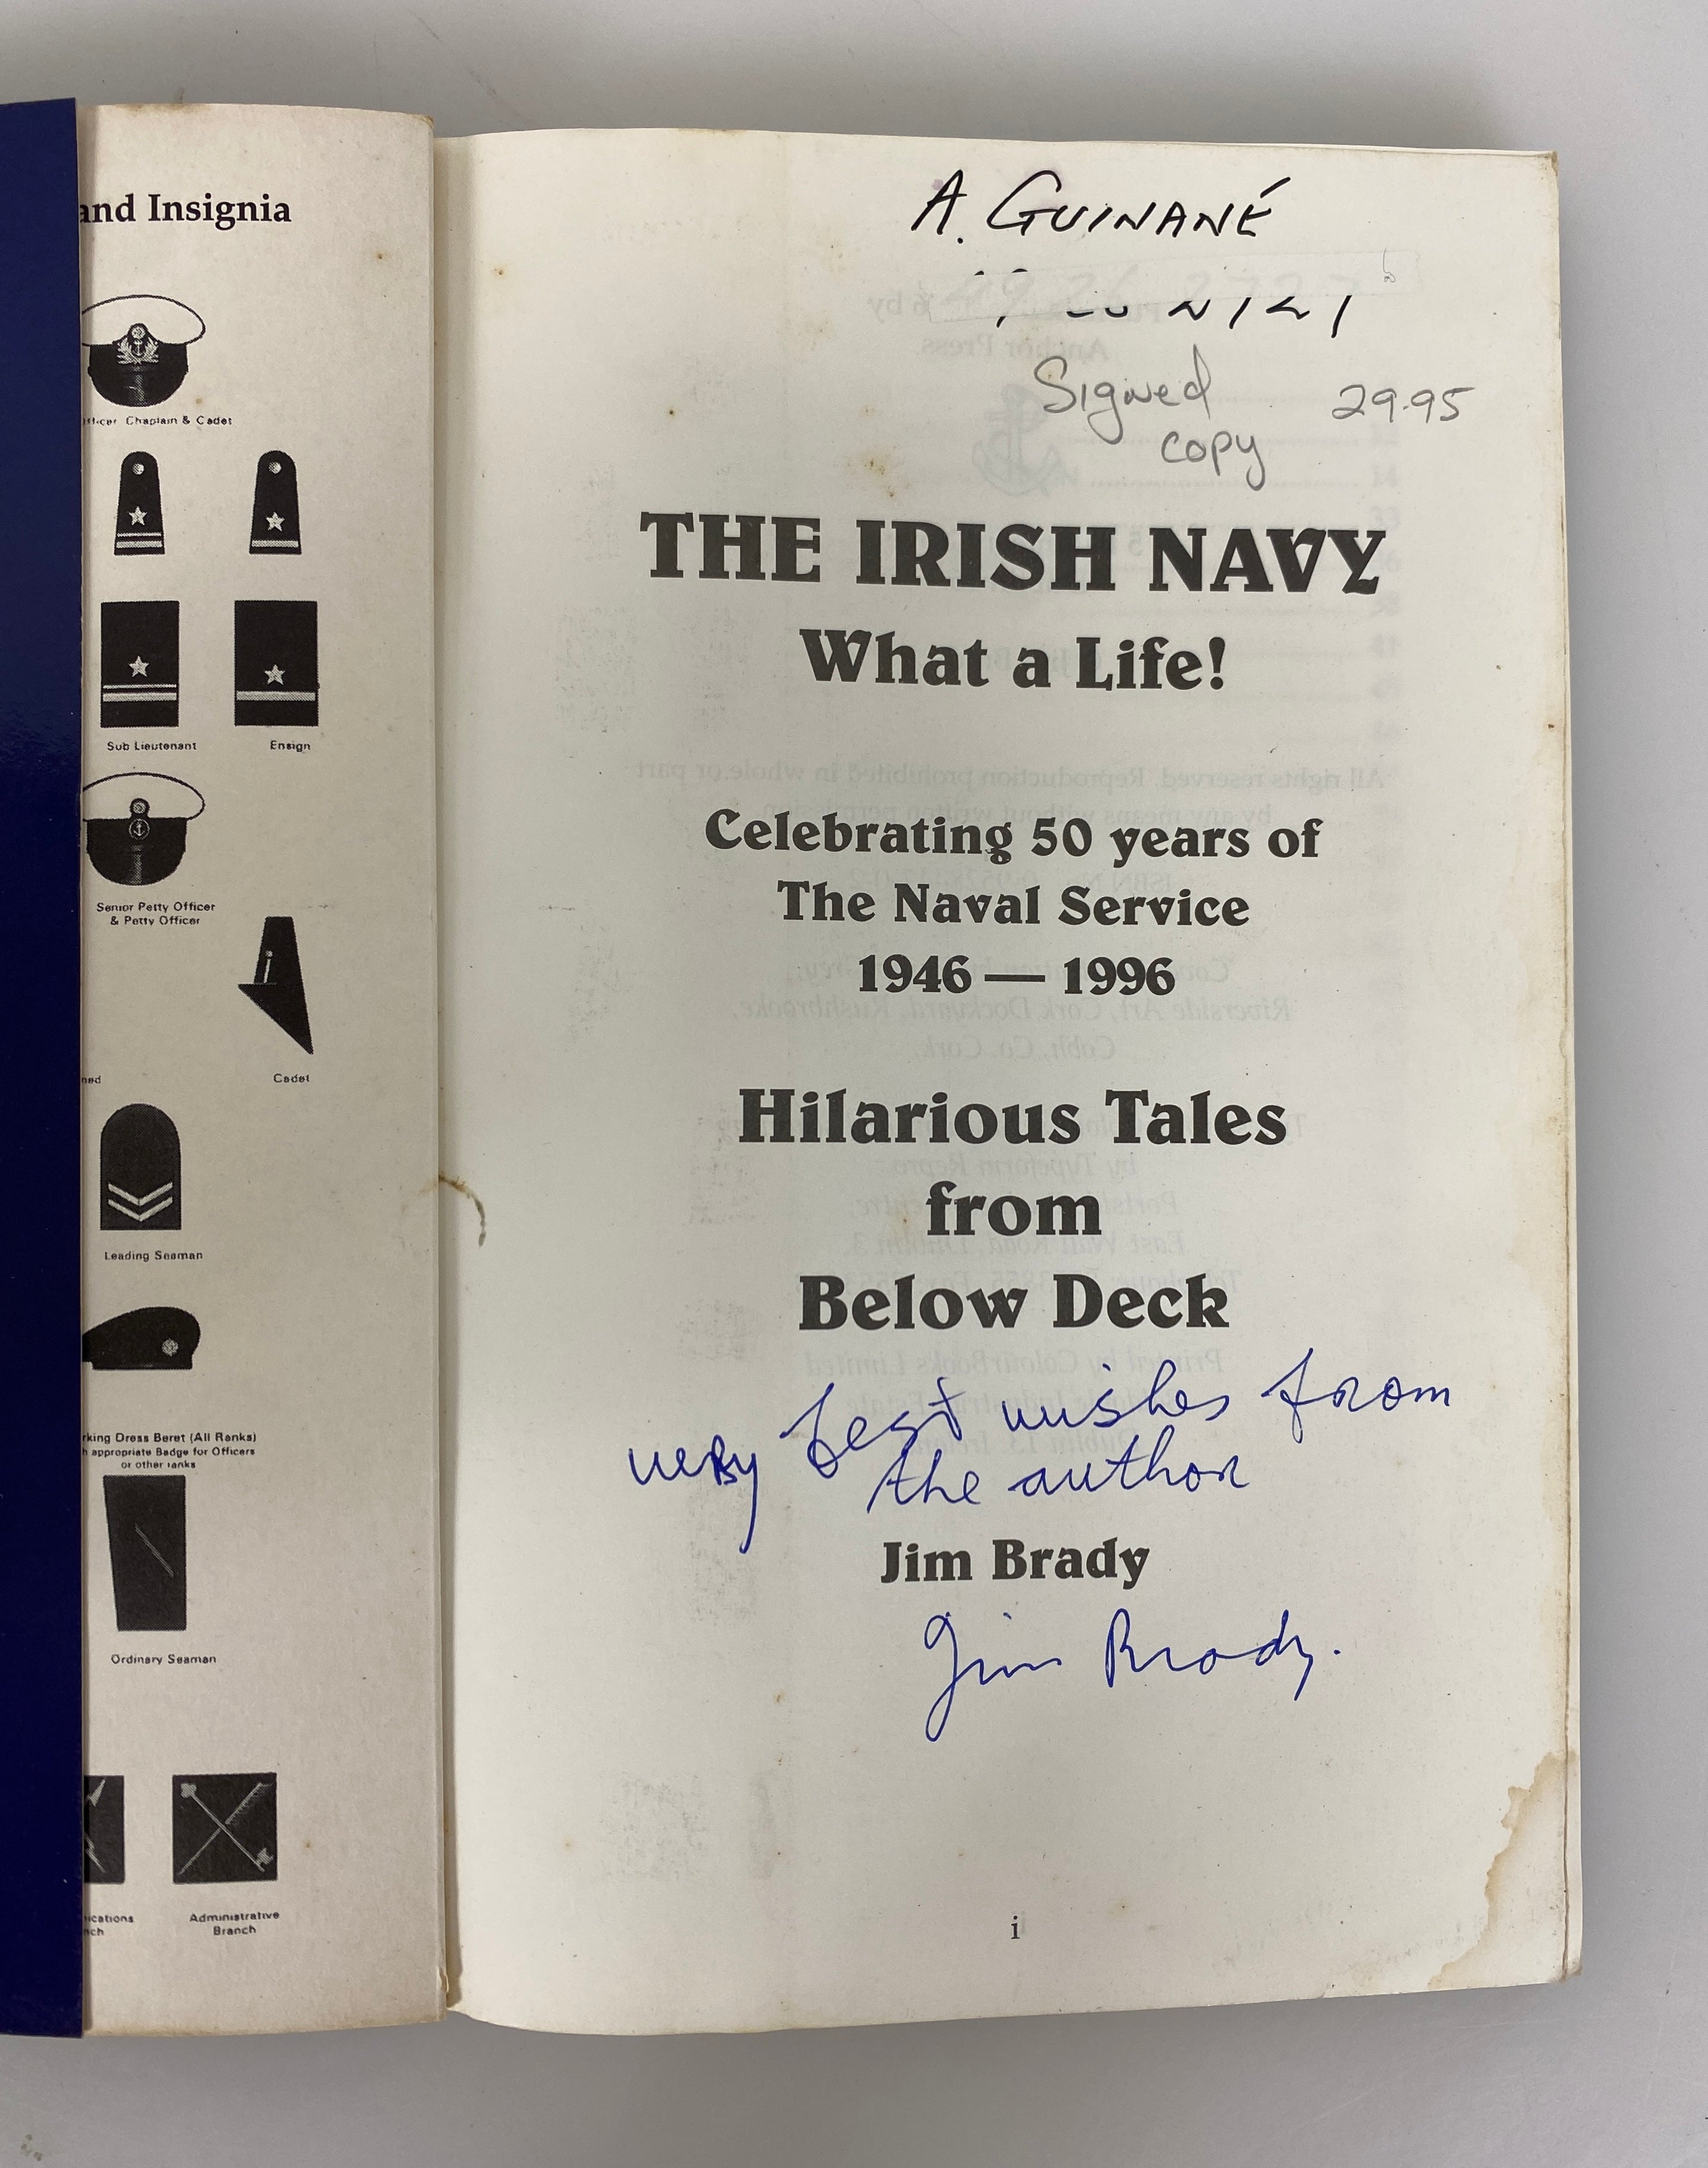 and Insignia
Officer Chaplain & Cadet
Sub Lieutenant
Ensign
Senior Petty Officer
& Petty Officer
Cadet
Leading Seaman
rking Dress Beret (All Ranks)
h appropriate Badge for Officers
or other ranks
Ordinary Seaman
ications
nch
Administrative
Branch
A. GUINANÉ
Signed
copy
29.95
THE IRISH NAVY
What a Life!
Celebrating 50 years of
The Naval Service
1946 — 1996
Hilarious Tales
from
Below Deck
very best wishes from
the author
Jim Brady
Jim Brady.
i